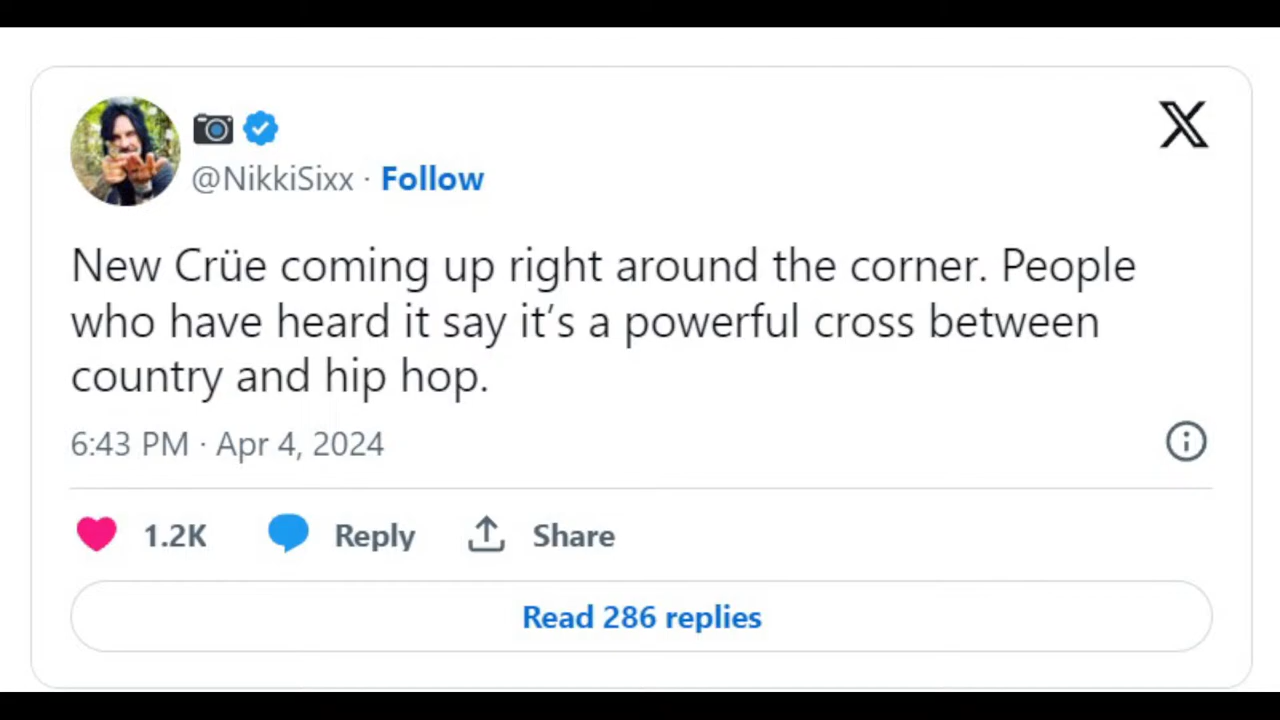 @NikkiSixx · Follow
New Crüe coming up right around the corner. People
who have heard it say it’s a powerful cross between
country and hip hop.
6:43 PM · Apr 4, 2024
1.2K Reply Share
Read 286 replies